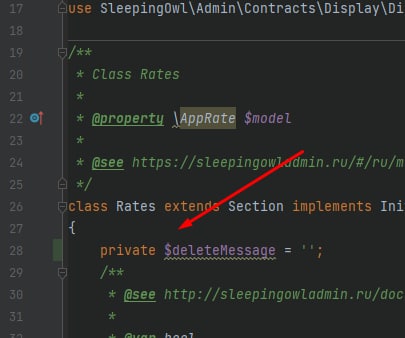 17 use SleepingOwl\Admin\Contracts\Display\Di
18
19 /**
20 * Class Rates
21 *
22 * @property \AppRate $model
23 *
24 * @see https://sleepingowladmin.ru/#/ru/m
25 */
26 class Rates extends Section implements Ini
27 {
28 private $deleteMessage = '';
29 /**
30 * @see http://sleepingowladmin.ru/doc
31 *
32 * @var bool